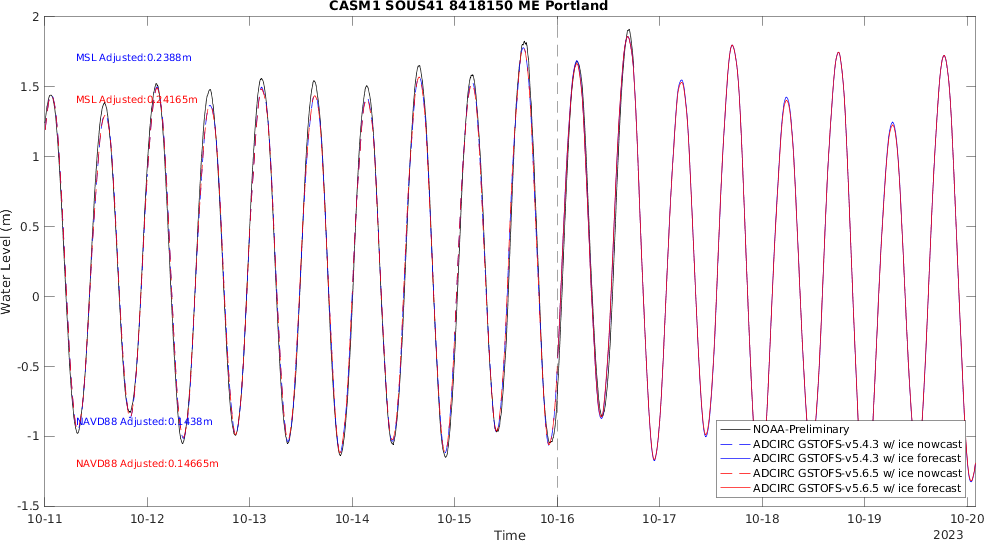 CASM1 SOUS41 8418150 ME Portland
2
1.5
1
0.5
0
-0.5
-1
-1.5
Water Level (m)
MSL Adjusted:0.2388m
MSL Adjusted:0.24165m
NAVD88 Adjusted:0.1438m
NAVD88 Adjusted:0.14665m
NOAA-Preliminary
ADCIRC GSTOFS-v5.4.3 w/ ice nowcast
ADCIRC GSTOFS-v5.4.3 w/ ice forecast
ADCIRC GSTOFS-v5.6.5 w/ ice nowcast
ADCIRC GSTOFS-v5.6.5 w/ ice forecast
10-11 10-12 10-13 10-14 10-15 10-16 10-17 10-18 10-19 10-20
Time
2023